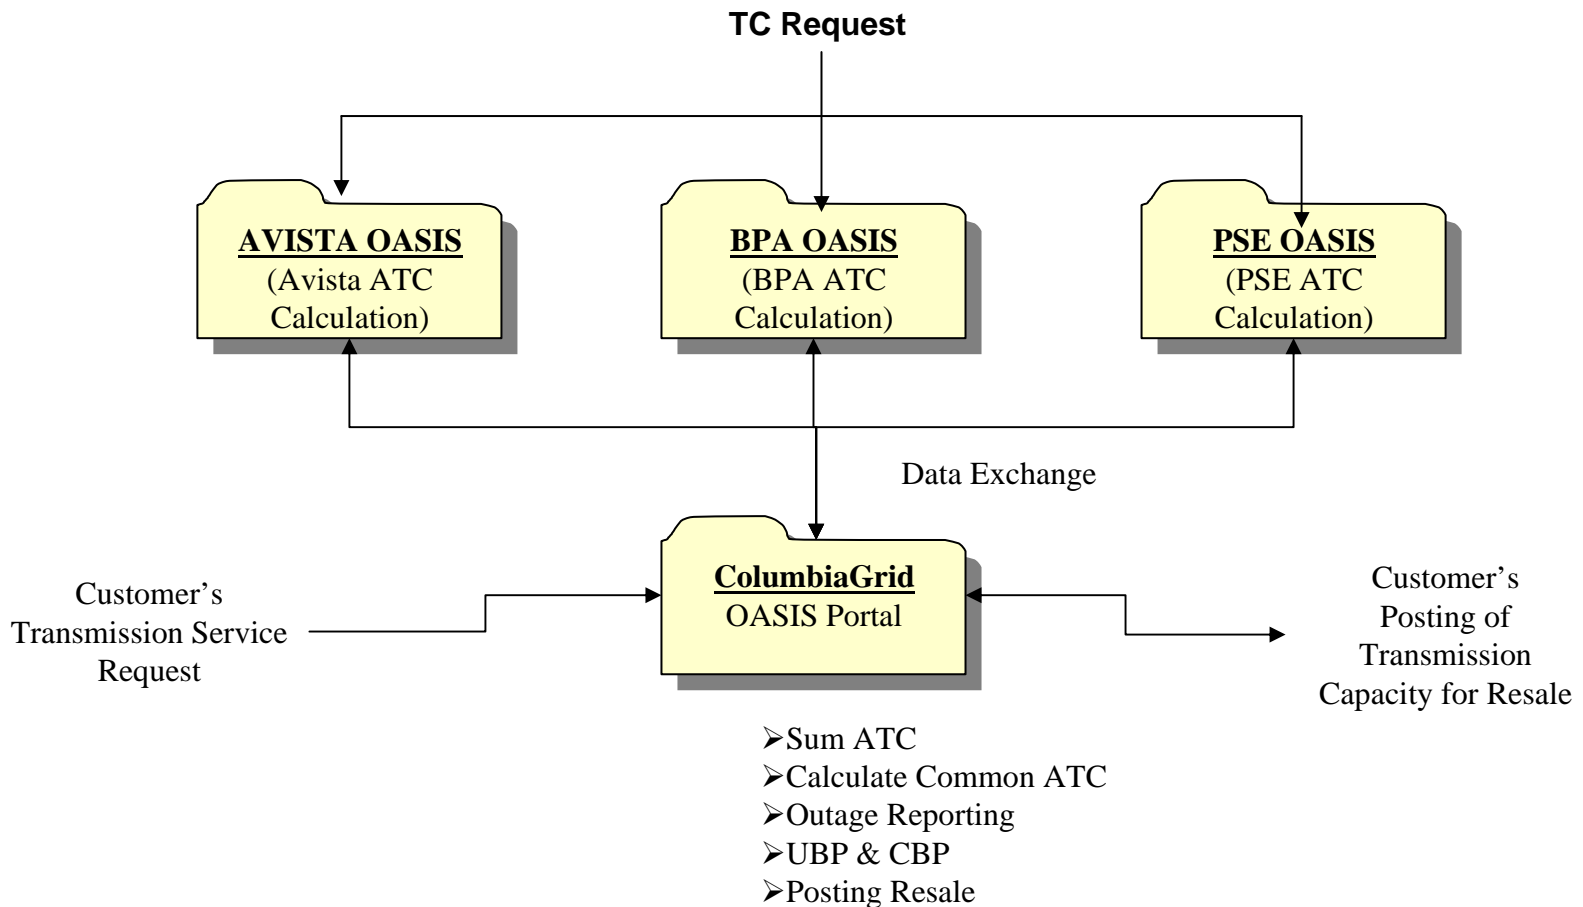 TC Request
AVISTA OASIS
(Avista ATC
Calculation)
BPA OASIS
(BPA ATC
Calculation)
PSE OASIS
(PSE ATC
Calculation)
Data Exchange
Customer’s
Transmission Service
Request
ColumbiaGrid
OASIS Portal
Customer’s
Posting of
Transmission
Capacity for Resale
➢Sum ATC
➢Calculate Common ATC
➢Outage Reporting
➢UBP & CBP
➢Posting Resale